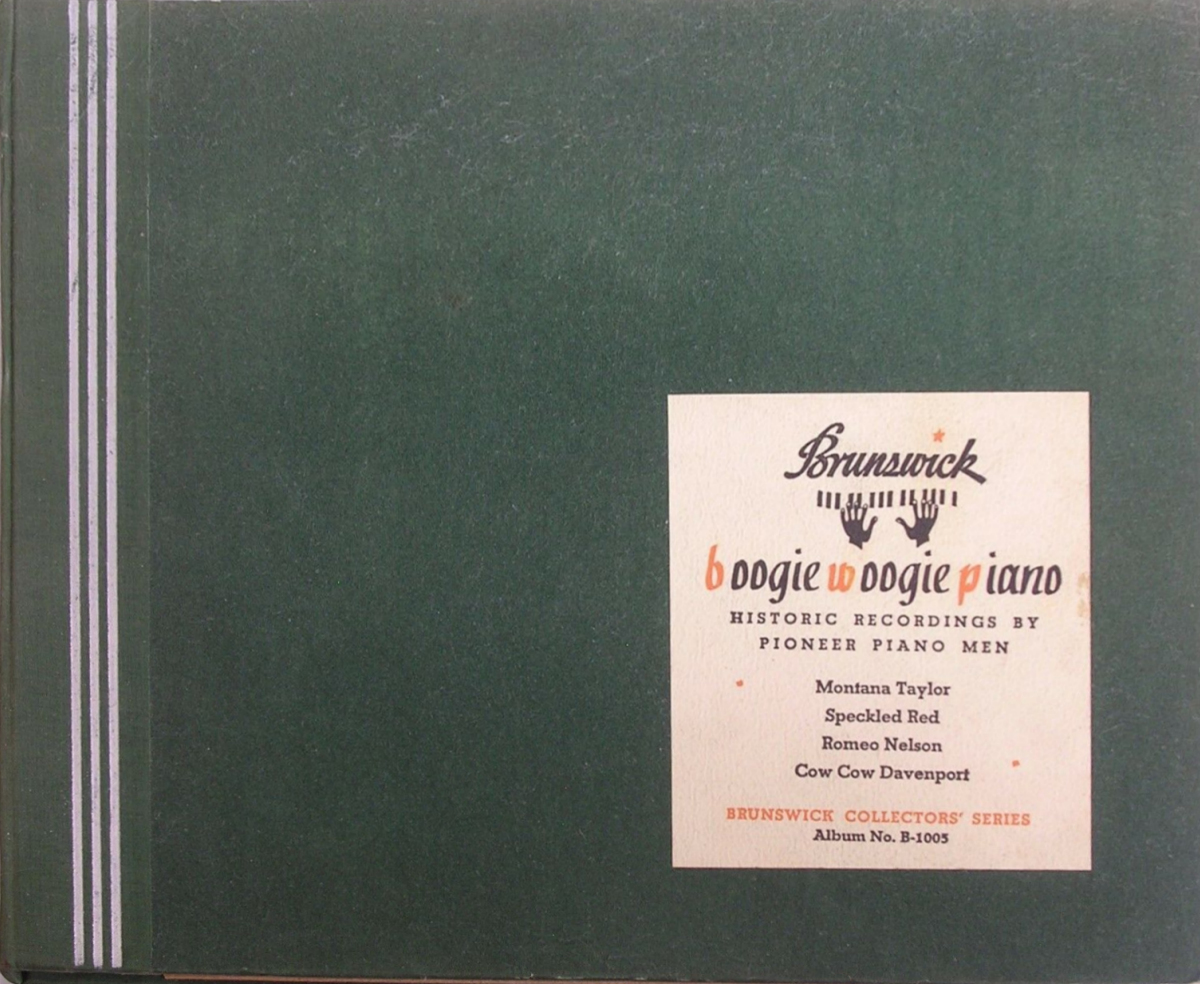 Brunswick
boogie woogie piano
HISTORIC RECORDINGS BY
PIONEER PIANO MEN
Montana Taylor
Speckled Red
Romeo Nelson
Cow Cow Davenport
BRUNSWICK COLLECTORS' SERIES
Album No. B-1005